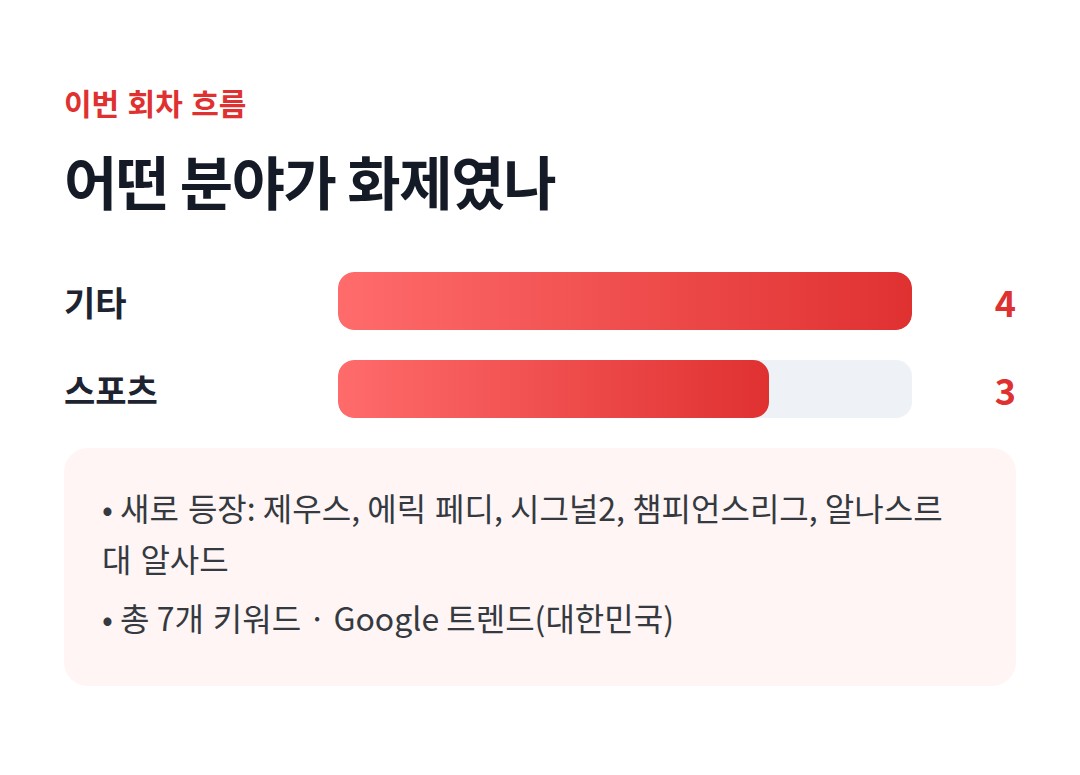 이번 회차 흐름
어떤 분야가 화제였나
기타 4
스포츠 3
• 새로 등장: 제우스, 에릭 페디, 시그널2, 챔피언스리그, 알나스르
대 알사드
• 총 7개 키워드 · Google 트렌드(대한민국)